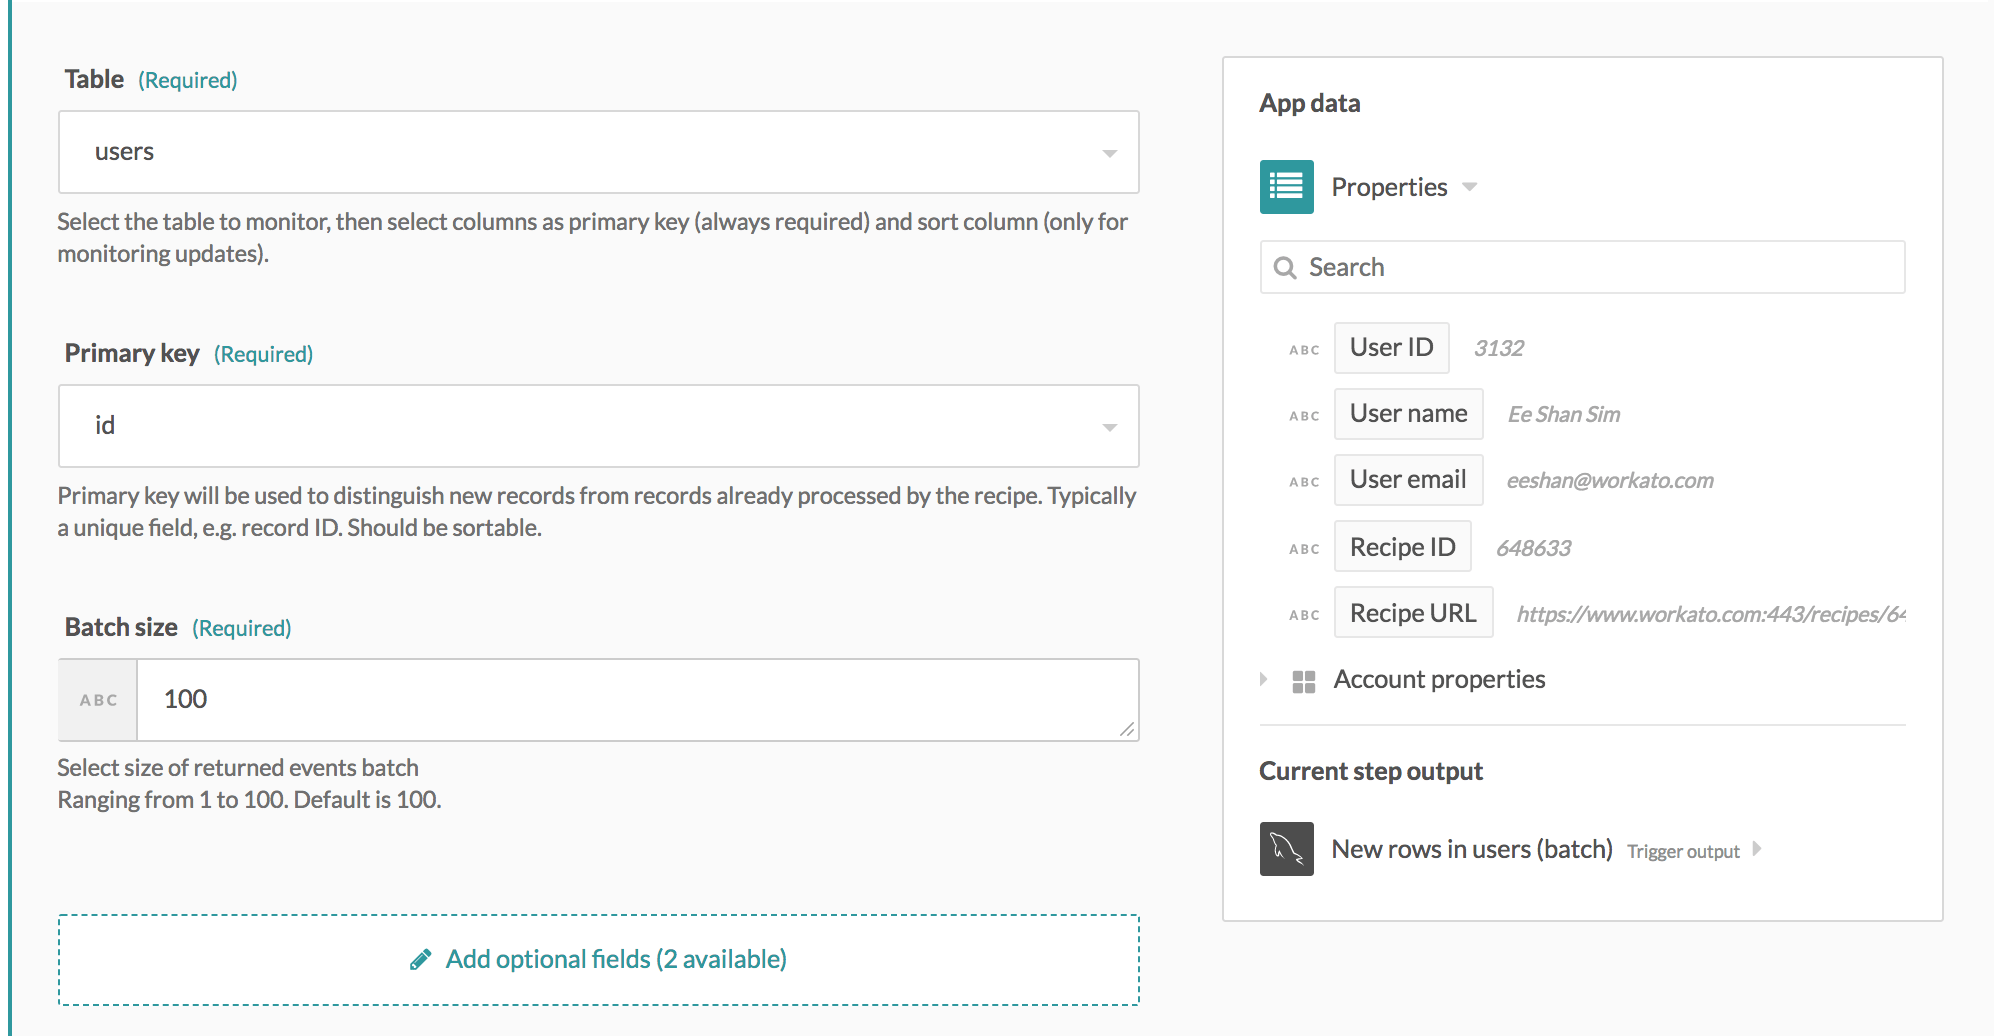 Table (Required)
users
Select the table to monitor, then select columns as primary key (always required) and sort column (only for
monitoring updates).
Primary key (Required)
id
Primary key will be used to distinguish new records from records already processed by the recipe. Typically
a unique field, e.g. record ID. Should be sortable.
Batch size (Required)
ABC 100
Select size of returned events batch
Ranging from 1 to 100. Default is 100.
Add optional fields (2 available)
App data
Properties
Search
ABC User ID 3132
ABC User name Ee Shan Sim
ABC User email eeshan@workato.com
ABC Recipe ID 648633
ABC Recipe URL https://www.workato.com:443/recipes/64
Account properties
Current step output
New rows in users (batch) Trigger output